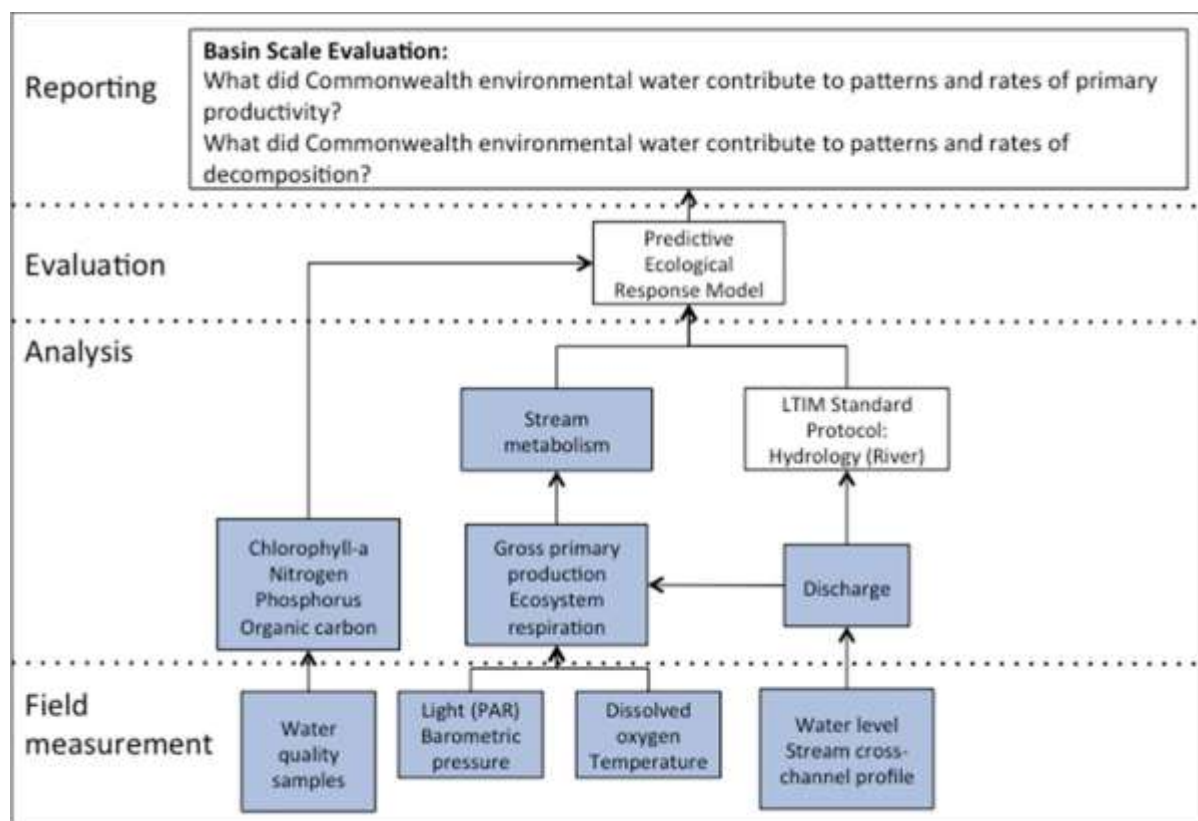 Reporting
Basin Scale Evaluation:
What did Commonwealth environmental water contribute to patterns and rates of primary
productivity?
What did Commonwealth environmental water contribute to patterns and rates of
decomposition?
Evaluation
Predictive
Ecological
Response Model
Analysis
Stream
metabolism
LTIM Standard
Protocol:
Hydrology (River)
Chlorophyll-a
Nitrogen
Phosphorus
Organic carbon
Gross primary
production
Ecosystem
respiration
Discharge
Field
measurement
Water
quality
samples
Light (PAR)
Barometric
pressure
Dissolved
oxygen
Temperature
Water level
Stream cross-
channel profile